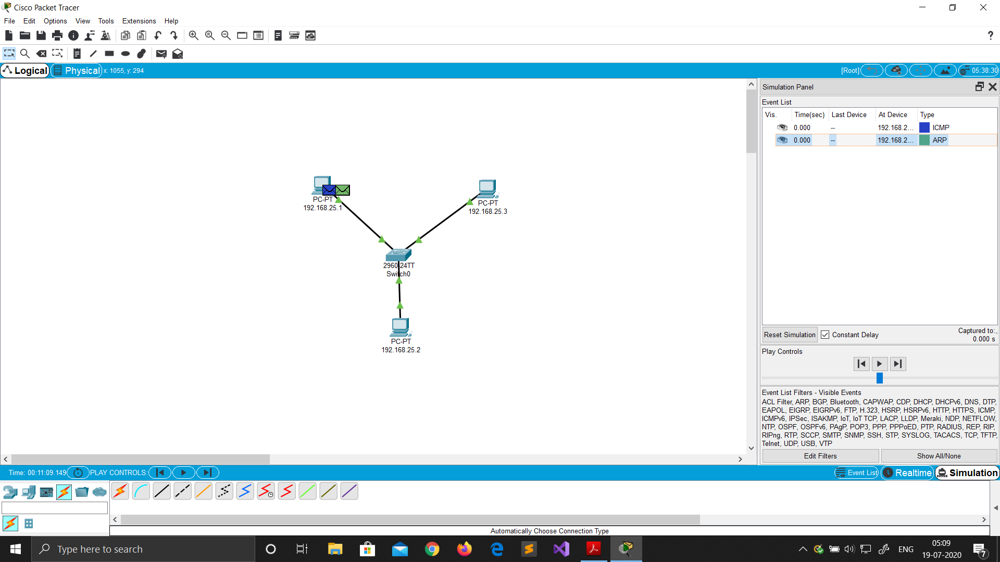 Cisco Packet Tracer
File Edit Options View Tools Extensions Help
?
Logical Physical x: 1055, y: 294 [Root] 05:38:30
Simulation Panel
Event List
Vis. Time(sec) Last Device At Device Type
0.000 -- 192.168.2... ICMP
0.000 -- 192.168.2... ARP
PC-PT
192.168.25.1
PC-PT
192.168.25.3
2960-24TT
Switch0
PC-PT
192.168.25.2
Reset Simulation Constant Delay Captured to:
0.000 s
Play Controls
Event List Filters - Visible Events
ACL Filter, ARP, BGP, Bluetooth, CAPWAP, CDP, DHCP, DHCPv6, DNS, DTP,
EAPOL, EIGRP, EIGRPv6, FTP, H.323, HSRP, HSRPv6, HTTP, HTTPS, ICMP,
ICMPv6, IPSec, ISAKMP, IoT, IoT TCP, LACP, LLDP, Meraki, NDP, NETFLOW,
NTP, OSPF, OSPFv6, PAgP, POP3, PPP, PPPoED, PTP, RADIUS, REP, RIP,
RIPng, RTP, SCCP, SMTP, SNMP, SSH, STP, SYSLOG, TACACS, TCP, TFTP,
Telnet, UDP, USB, VTP
Edit Filters Show All/None
Time: 00:11:09.149 PLAY CONTROLS: Event List Realtime Simulation
Automatically Choose Connection Type
Type here to search
ENG
05:09
19-07-2020
7